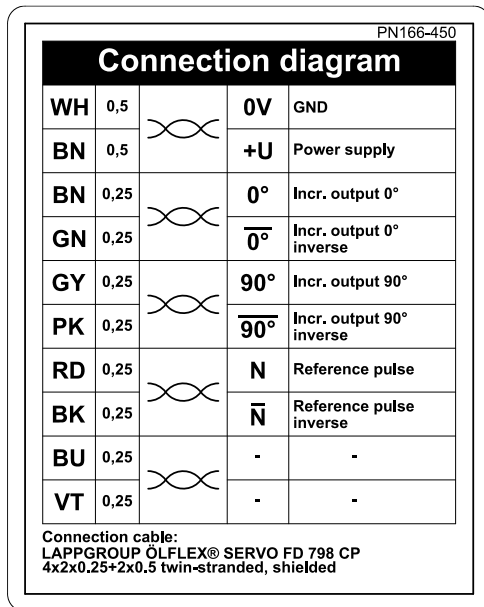 PN166-450
Connection diagram
WH 0,5 0V GND
BN 0,5 +U Power supply
BN 0,25 0° Incr. output 0°
GN 0,25 0̅°̅ Incr. output 0°
inverse
GY 0,25 90° Incr. output 90°
PK 0,25 9̅0̅°̅ Incr. output 90°
inverse
RD 0,25 N Reference pulse
BK 0,25 N̅ Reference pulse
inverse
BU 0,25 - -
VT 0,25 - -
Connection cable:
LAPPGROUP ÖLFLEX® SERVO FD 798 CP
4x2x0.25+2x0.5 twin-stranded, shielded